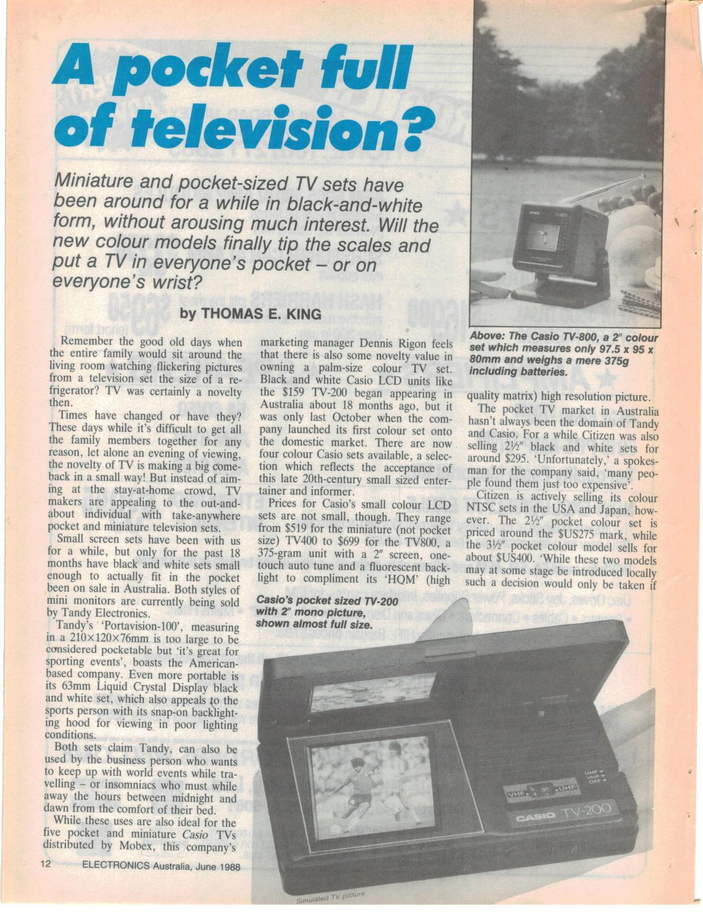 A pocket full
of television?
Miniature and pocket-sized TV sets have
been around for a while in black-and-white
form, without arousing much interest. Will the
new colour models finally tip the scales and
put a TV in everyone's pocket – or on
everyone's wrist?
by THOMAS E. KING
Remember the good old days when
the entire family would sit around the
living room watching flickering pictures
from a television set the size of a re-
frigerator? TV was certainly a novelty
then.
Times have changed or have they?
These days while it's difficult to get all
the family members together for any
reason, let alone an evening of viewing,
the novelty of TV is making a big come-
back in a small way! But instead of aim-
ing at the stay-at-home crowd, TV
makers are appealing to the out-and-
about individual with take-anywhere
pocket and miniature television sets.
Small screen sets have been with us
for a while, but only for the past 18
months have black and white sets small
enough to actually fit in the pocket
been on sale in Australia. Both styles of
mini monitors are currently being sold
by Tandy Electronics.
Tandy's 'Portavision-100', measuring
in a 210×120×76mm is too large to be
considered pocketable but 'it's great for
sporting events', boasts the American-
based company. Even more portable is
its 63mm Liquid Crystal Display black
and white set, which also appeals to the
sports person with its snap-on backlight-
ing hood for viewing in poor lighting
conditions.
Both sets claim Tandy, can also be
used by the business person who wants
to keep up with world events while tra-
velling – or insomniacs who must while
away the hours between midnight and
dawn from the comfort of their bed.
While these uses are also ideal for the
five pocket and miniature Casio TVs
distributed by Mobex, this company's
marketing manager Dennis Rigon feels
that there is also some novelty value in
owning a palm-size colour TV set.
Black and white Casio LCD units like
the $159 TV-200 began appearing in
Australia about 18 months ago, but it
was only last October when the com-
pany launched its first colour set onto
the domestic market. There are now
four colour Casio sets available, a selec-
tion which reflects the acceptance of
this late 20th-century small sized enter-
tainer and informer.
Prices for Casio's small colour LCD
sets are not small, though. They range
from $519 for the miniature (not pocket
size) TV400 to $699 for the TV800, a
375-gram unit with a 2" screen, one-
touch auto tune and a fluorescent back-
light to compliment its 'HQM' (high
Above: The Casio TV-800, a 2" colour
set which measures only 97.5 x 95 x
80mm and weighs a mere 375g
including batteries.
quality matrix) high resolution picture.
The pocket TV market in Australia
hasn't always been the domain of Tandy
and Casio. For a while Citizen was also
selling 2½" black and white sets for
around $295. 'Unfortunately,' a spokes-
man for the company said, 'many peo-
ple found them just too expensive'.
Citizen is actively selling its colour
NTSC sets in the USA and Japan, how-
ever. The 2½" pocket colour set is
priced around the $US275 mark, while
the 3½" pocket colour model sells for
about $US400. 'While these two models
may at some stage be introduced locally
such a decision would only be taken if
Casio's pocket sized TV-200
with 2" mono picture,
shown almost full size.
UHF
VHF
OFF
VHF
UHF
CASIO TV-200
Simulated TV picture
12 ELECTRONICS Australia, June 1988